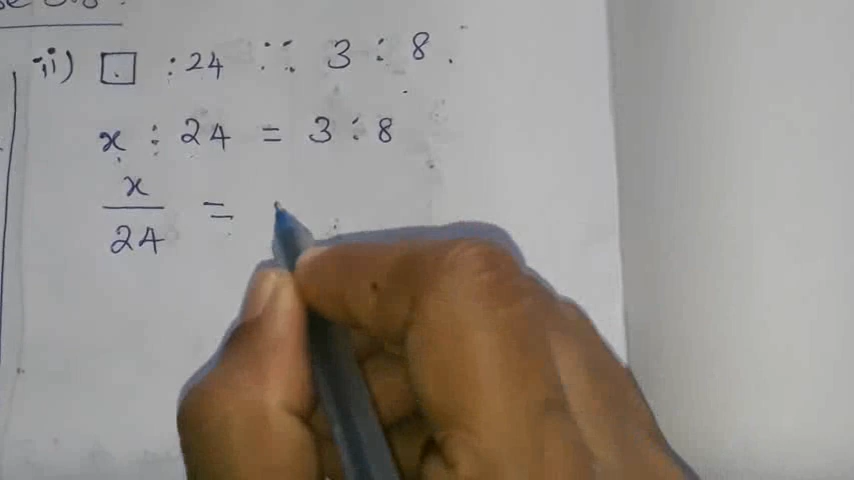 ii) □ : 24 :: 3 : 8
x : 24 = 3 : 8
x/24 =